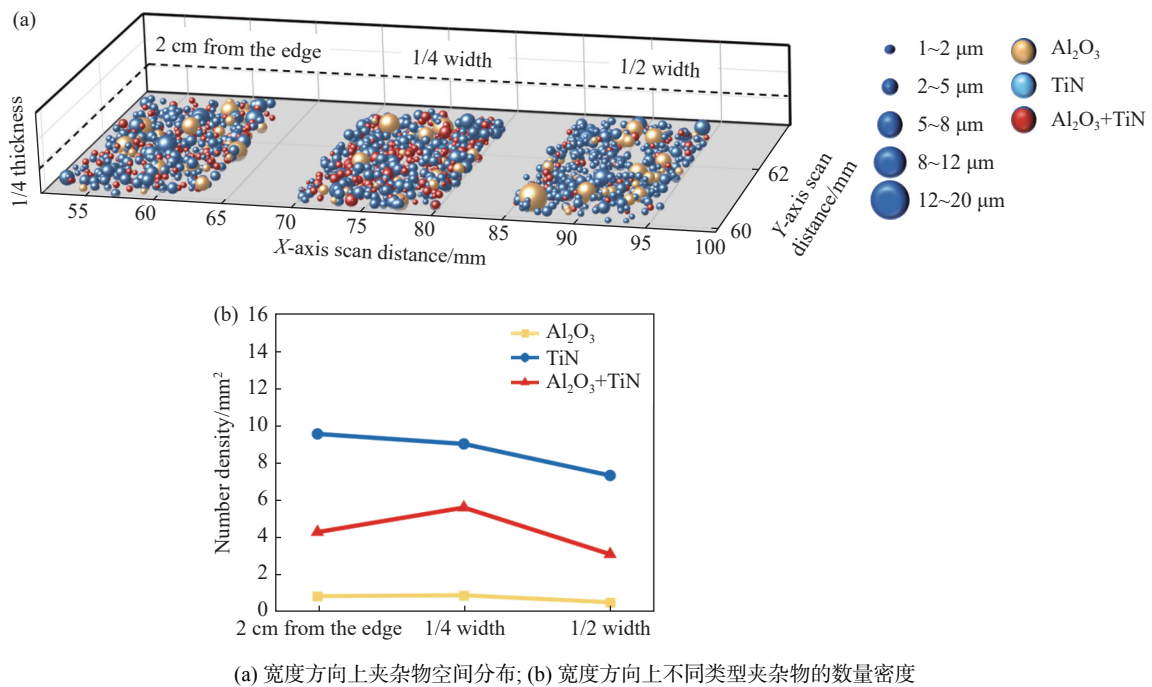 (a)
2 cm from the edge
1/4 width
1/2 width
1/4 thickness
55
60
65
70
75
80
85
90
95
100
X-axis scan distance/mm
60
62
Y-axis scan
distance/mm
1~2 μm
2~5 μm
5~8 μm
8~12 μm
12~20 μm
Al₂O₃
TiN
Al₂O₃+TiN
(b)
16
14
12
10
8
6
4
2
0
Number density/mm²
Al₂O₃
TiN
Al₂O₃+TiN
2 cm from the edge
1/4 width
1/2 width
(a) 宽度方向上夹杂物空间分布; (b) 宽度方向上不同类型夹杂物的数量密度